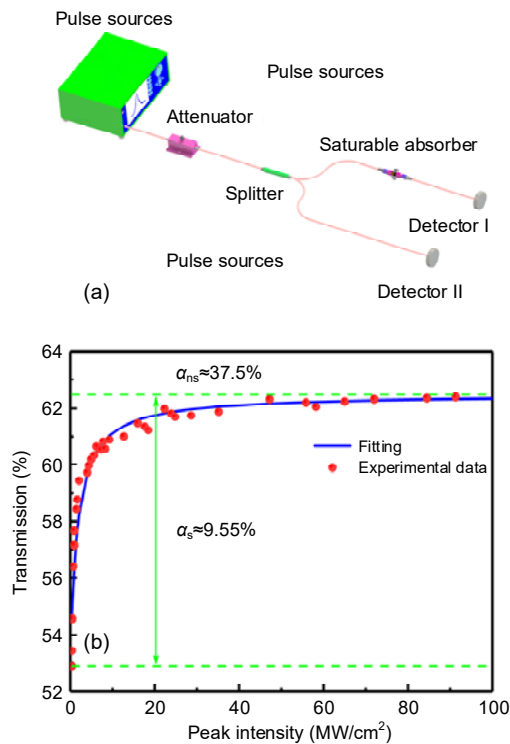 Pulse sources
Pulse sources
Attenuator
Saturable absorber
Splitter
Detector I
Pulse sources
Detector II
(a)
64
62
60
58
56
54
52
Transmission (%)
α_ns≈37.5%
Fitting
Experimental data
α_s≈9.55%
(b)
0
20
40
60
80
100
Peak intensity (MW/cm²)